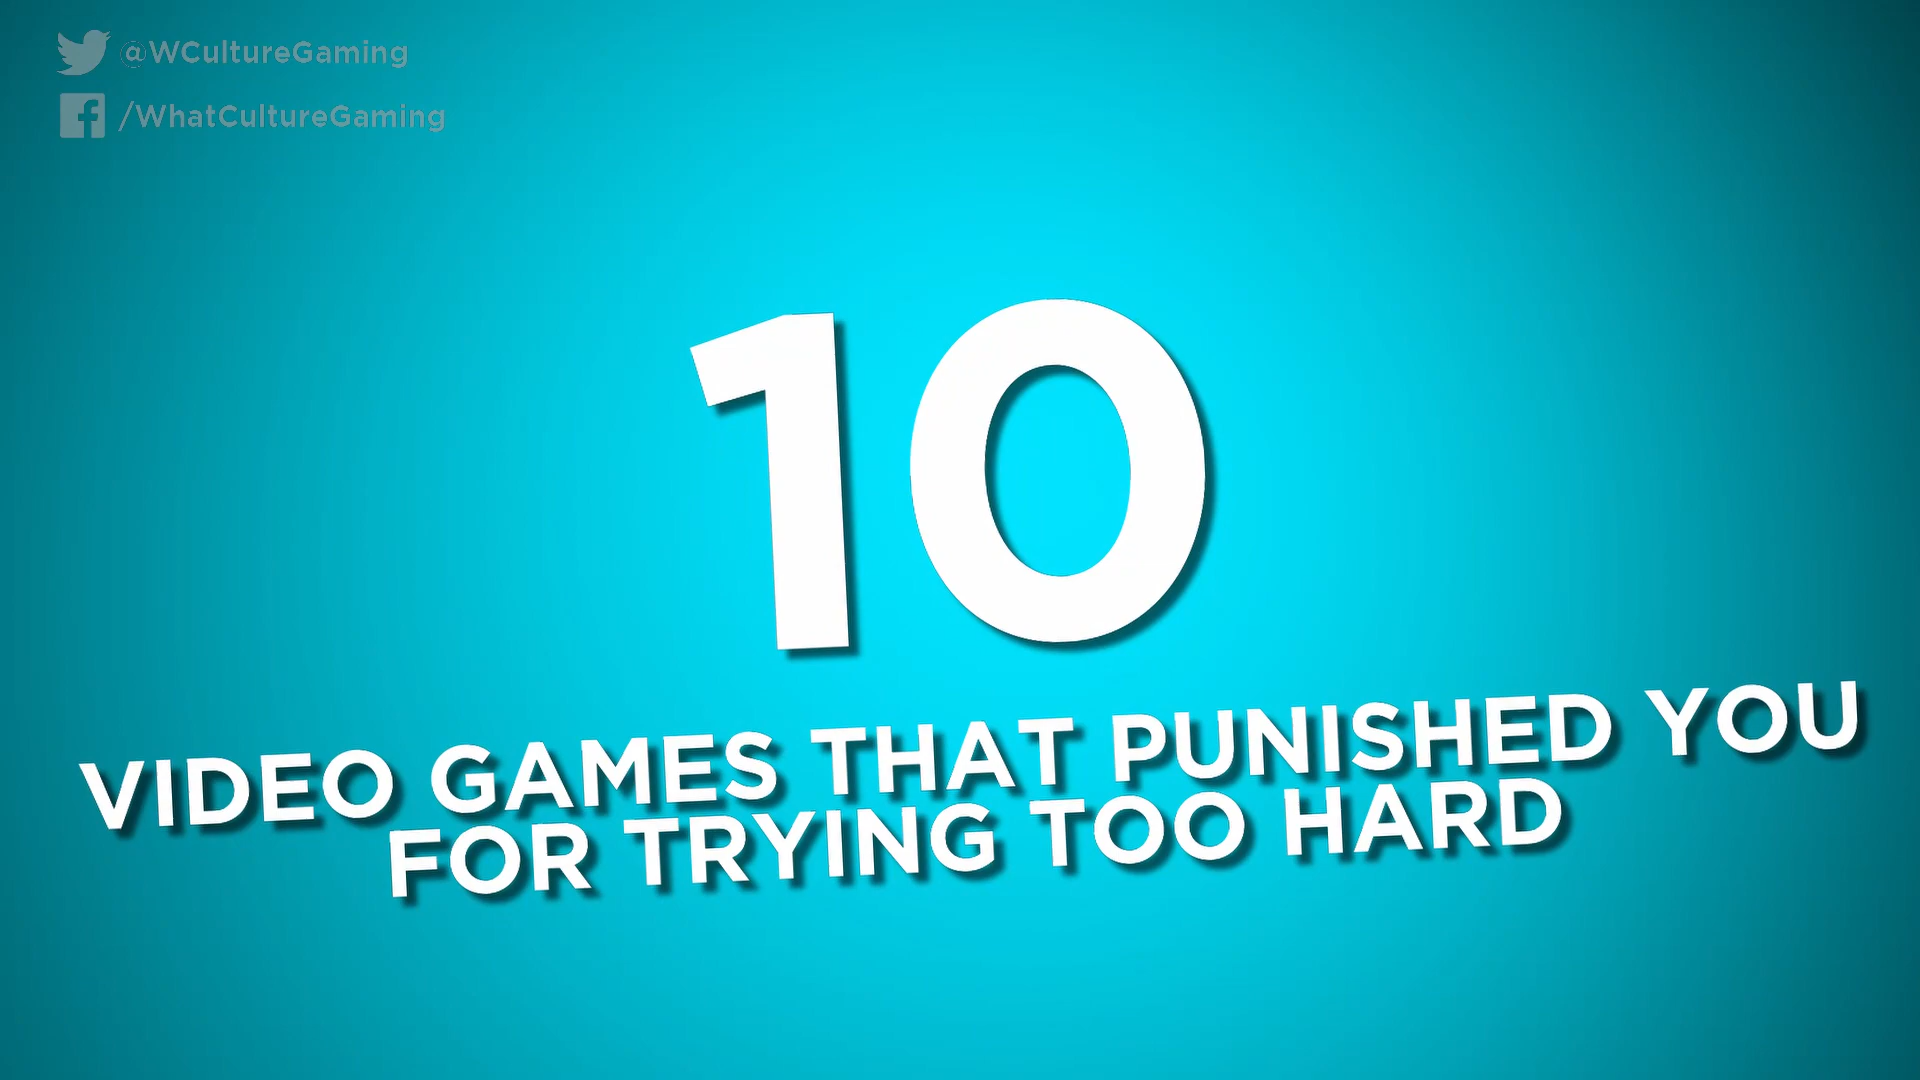 @WCultureGaming
/WhatCultureGaming
10
VIDEO GAMES THAT PUNISHED YOU
FOR TRYING TOO HARD